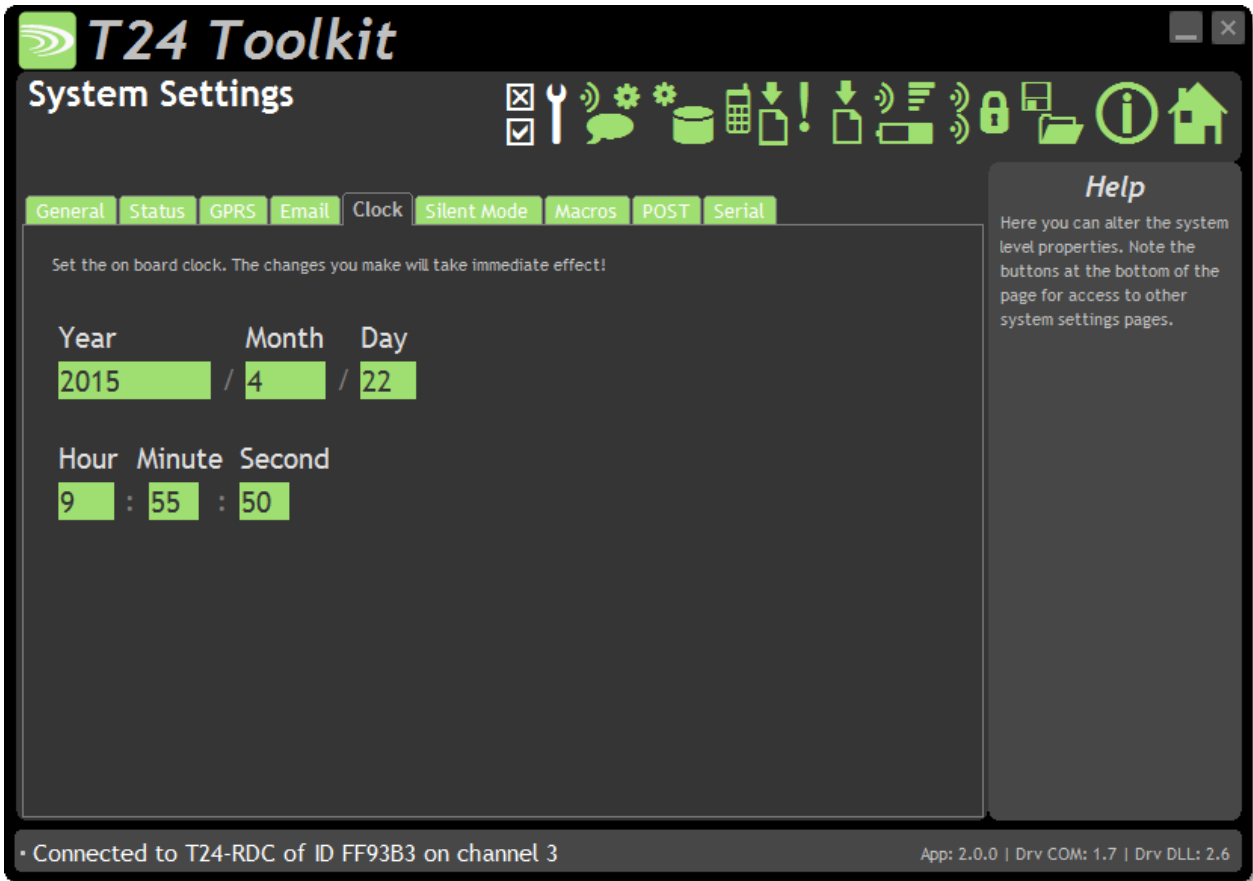 T24 Toolkit
System Settings
General Status GPRS Email Clock Silent Mode Macros POST Serial
Set the on board clock. The changes you make will take immediate effect!
Year Month Day
2015 / 4 / 22
Hour Minute Second
9 : 55 : 50
Help
Here you can alter the system
level properties. Note the
buttons at the bottom of the
page for access to other
system settings pages.
Connected to T24-RDC of ID FF93B3 on channel 3
App: 2.0.0 | Drv COM: 1.7 | Drv DLL: 2.6